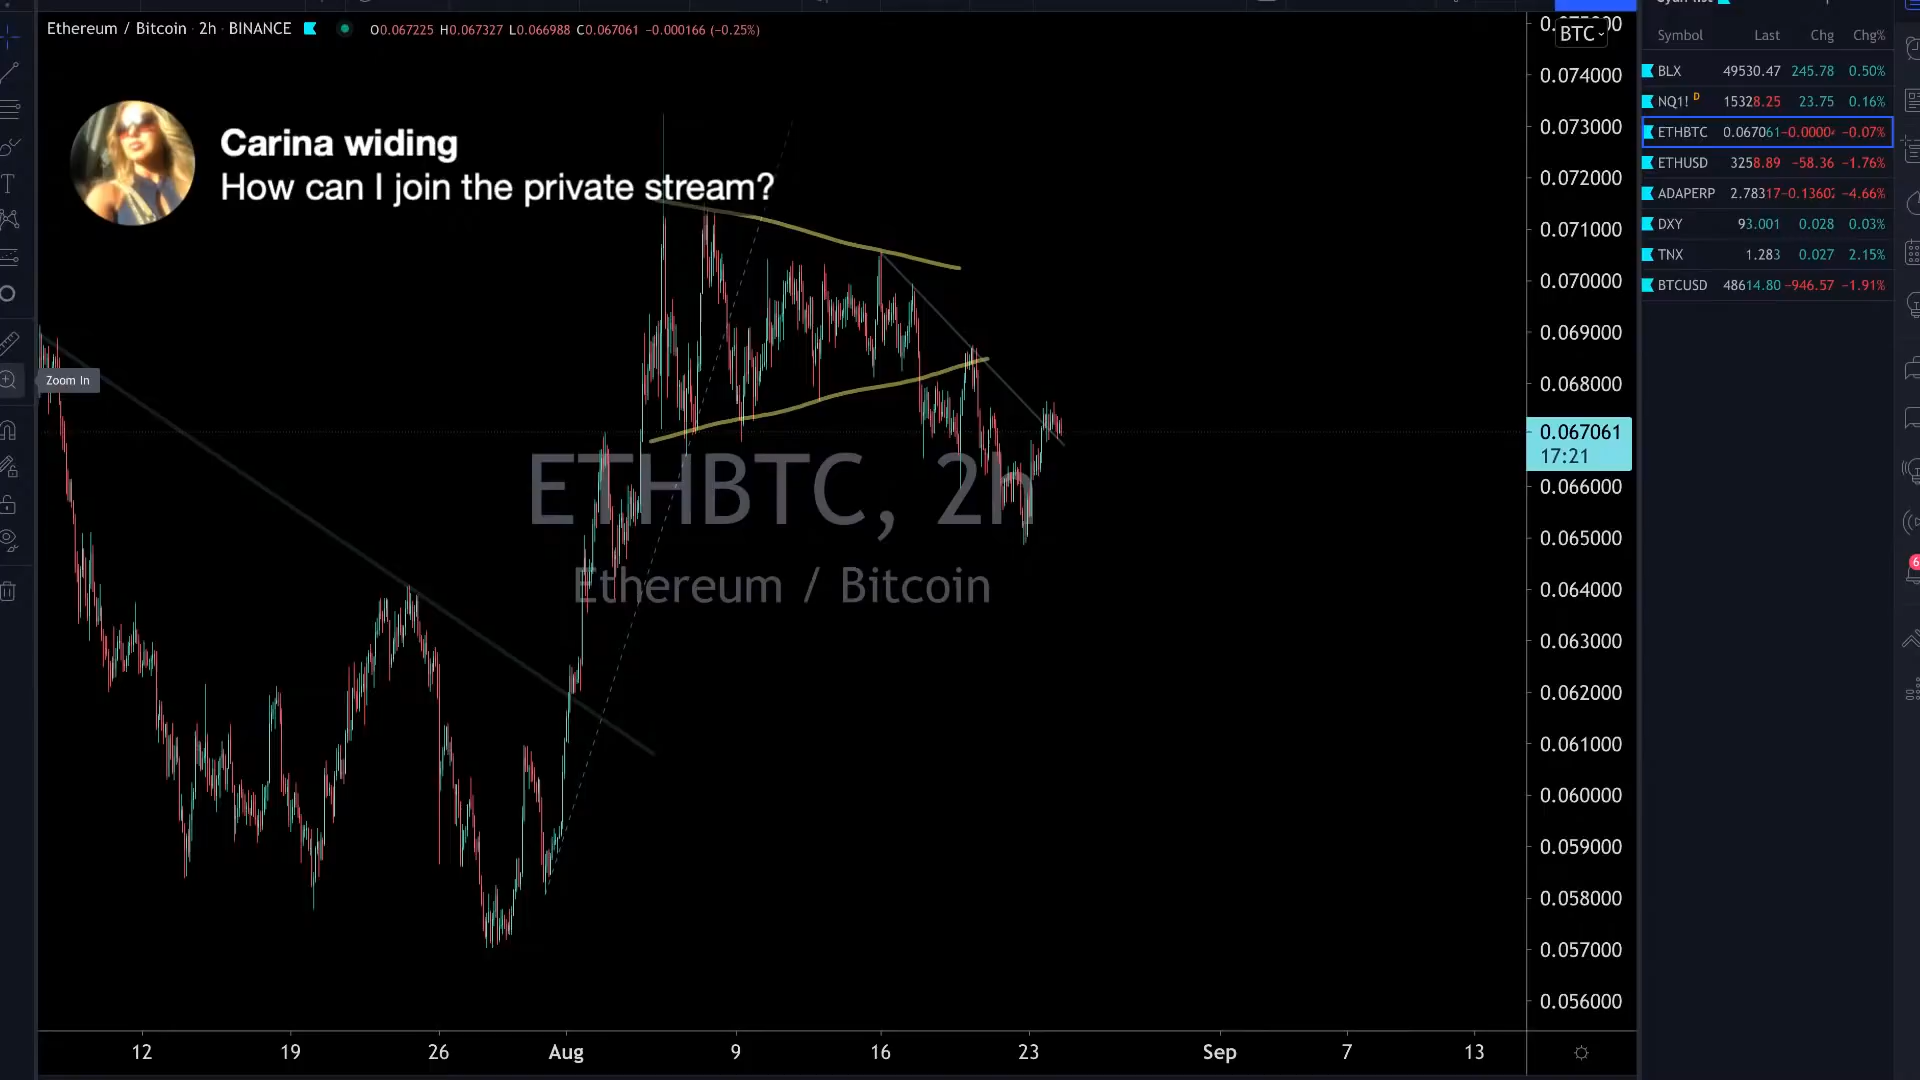 Ethereum / Bitcoin · 2h · BINANCE O0.067225 H0.067327 L0.066988 C0.067061 −0.000166 (−0.25%)
Carina widing
How can I join the private stream?
Zoom In
ETHBTC, 2h
Ethereum / Bitcoin
BTC
0.074000
0.073000
0.072000
0.071000
0.070000
0.069000
0.068000
0.067061
17:21
0.066000
0.065000
0.064000
0.063000
0.062000
0.061000
0.060000
0.059000
0.058000
0.057000
0.056000
12 19 26 Aug 9 16 23 Sep 7 13
Symbol Last Chg Chg%
BLX 49530.47 245.78 0.50%
NQ1! D 15328.25 23.75 0.16%
ETHBTC 0.067061 −0.0000 −0.07%
ETHUSD 3258.89 −58.36 −1.76%
ADAPERP 2.78317 −0.1360 −4.66%
DXY 93.001 0.028 0.03%
TNX 1.283 0.027 2.15%
BTCUSD 48614.80 −946.57 −1.91%
6